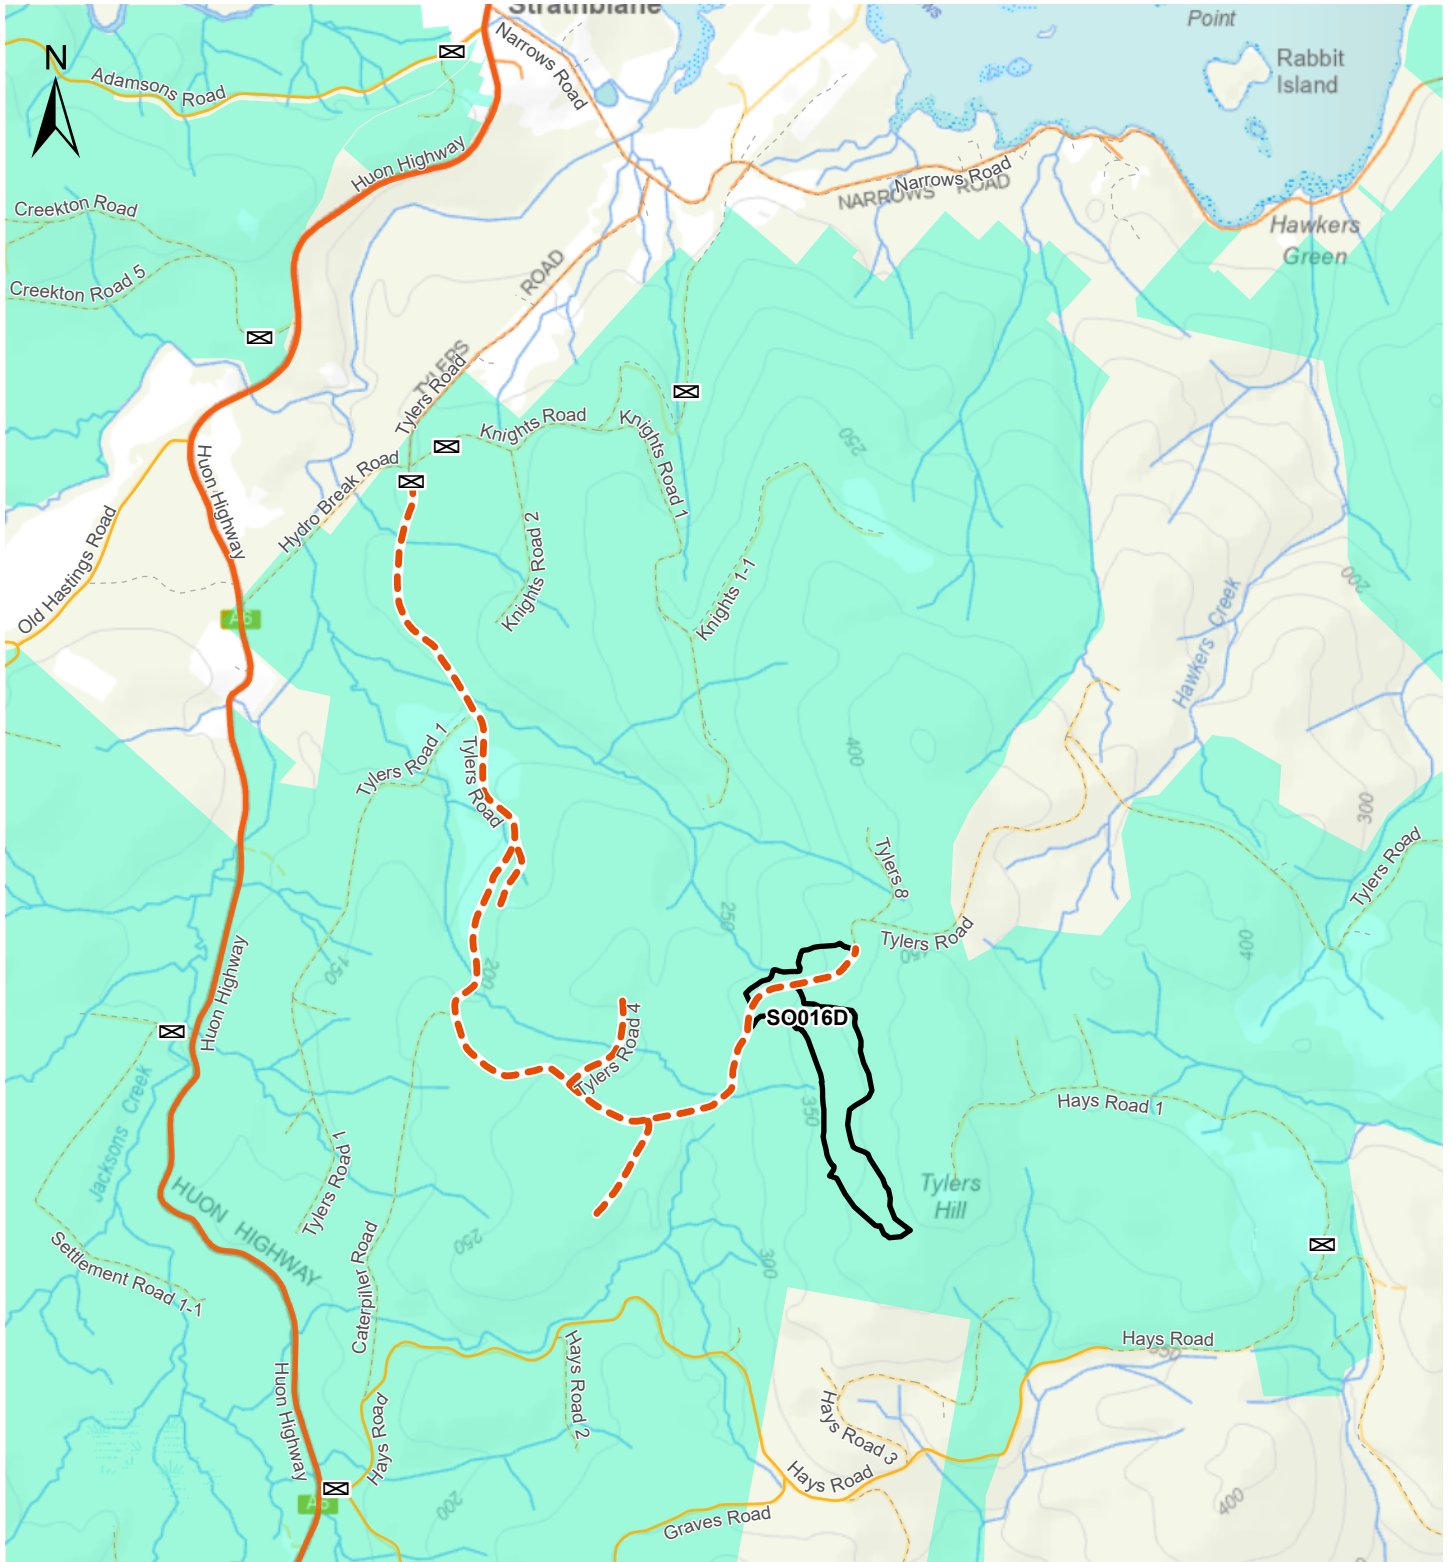 Strathblane
Point
Rabbit
Island
N
Adamsons Road
Narrows Road
Huon Highway
Narrows Road
NARROWS ROAD
Creekton Road
Hawkers
Green
Creekton Road 5
ROAD
TYLERS
Tylers Road
Knights Road
Knights Road 1
250
Huon Highway
Hydro Break Road
Old Hastings Road
Knights Road 2
Knights 1-1
200
A6
Hawkers Creek
Tylers Road 1
Tylers Road
400
300
Tylers 8
Tylers Road
250
Tylers Road
450
400
150
200
Huon Highway
SO016D
Tylers Road 4
Jacksons Creek
350
Hays Road 1
Tylers Road 1
Tylers
Hill
HUON HIGHWAY
250
300
Settlement Road 1-1
Caterpiller Road
Hays Road
350
Hays Road 2
Huon Highway
Hays Road
Hays Road 3
Hays Road
A6
200
Graves Road
400